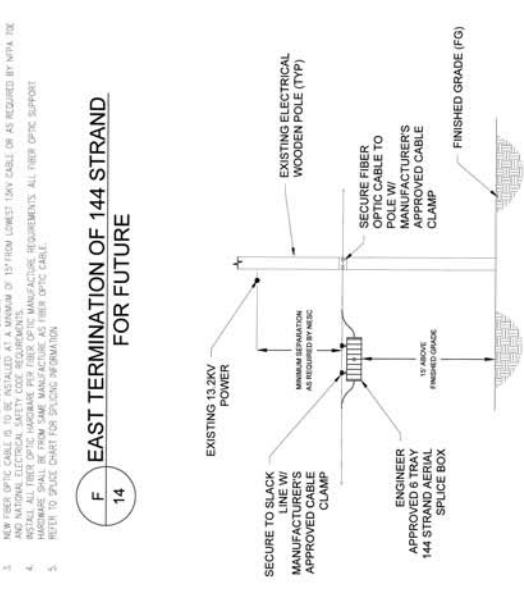 3. NEW FIBER OPTIC CABLE IS TO BE INSTALLED AT A MINIMUM OF 15" FROM LOWEST 13KV CABLE OR AS REQUIRED BY NFPA 70E
AND NATIONAL ELECTRICAL SAFETY CODE REQUIREMENTS.
4. INSTALL ALL FIBER OPTIC HARDWARE PER FIBER OPTIC MANUFACTURE REQUIREMENTS. ALL FIBER OPTIC SUPPORT
HARDWARE SHALL BE FROM SAME MANUFACTURE AS FIBER OPTIC CABLE.
5. REFER TO SPLICE CHART FOR SPLICING INFORMATION
F
14
EAST TERMINATION OF 144 STRAND
FOR FUTURE
EXISTING 13.2KV
POWER
EXISTING ELECTRICAL
WOODEN POLE (TYP)
MINIMUM SEPARATION
AS REQUIRED BY NESC
SECURE TO SLACK
LINE W/
MANUFACTURER'S
APPROVED CABLE
CLAMP
SECURE FIBER
OPTIC CABLE TO
POLE W/
MANUFACTURER'S
APPROVED CABLE
CLAMP
15' ABOVE
FINISHED GRADE
ENGINEER
APPROVED 6 TRAY
144 STRAND AERIAL
SPLICE BOX
FINISHED GRADE (FG)